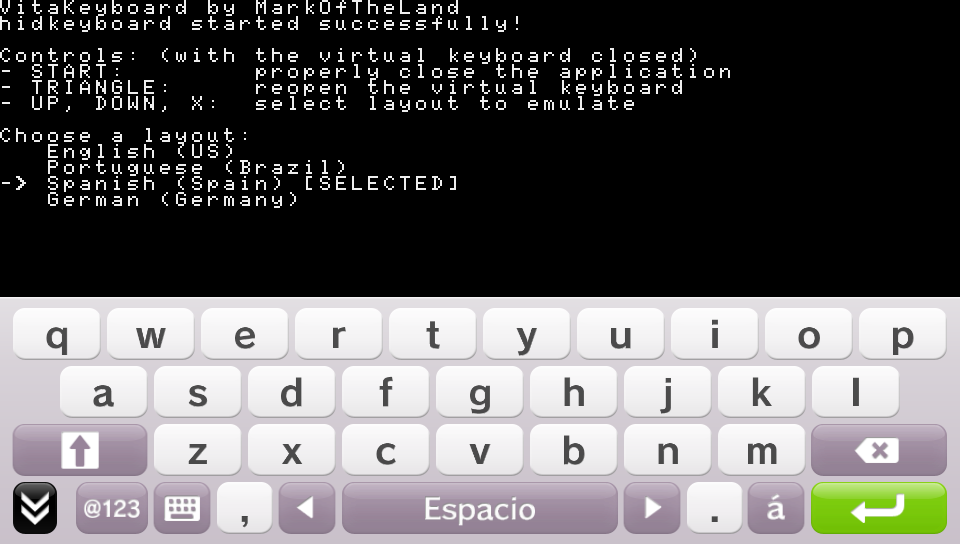 VitaKeyboard by MarkOfTheLand
hidkeyboard started successfully!
Controls: (with the virtual keyboard closed)
- START:        properly close the application
- TRIANGLE:     reopen the virtual keyboard
- UP, DOWN, X:  select layout to emulate
Choose a layout:
English (US)
Portuguese (Brazil)
-> Spanish (Spain) [SELECTED]
German (Germany)
q w e r t y u i o p
a s d f g h j k l
z x c v b n m
@123 , Espacio . á